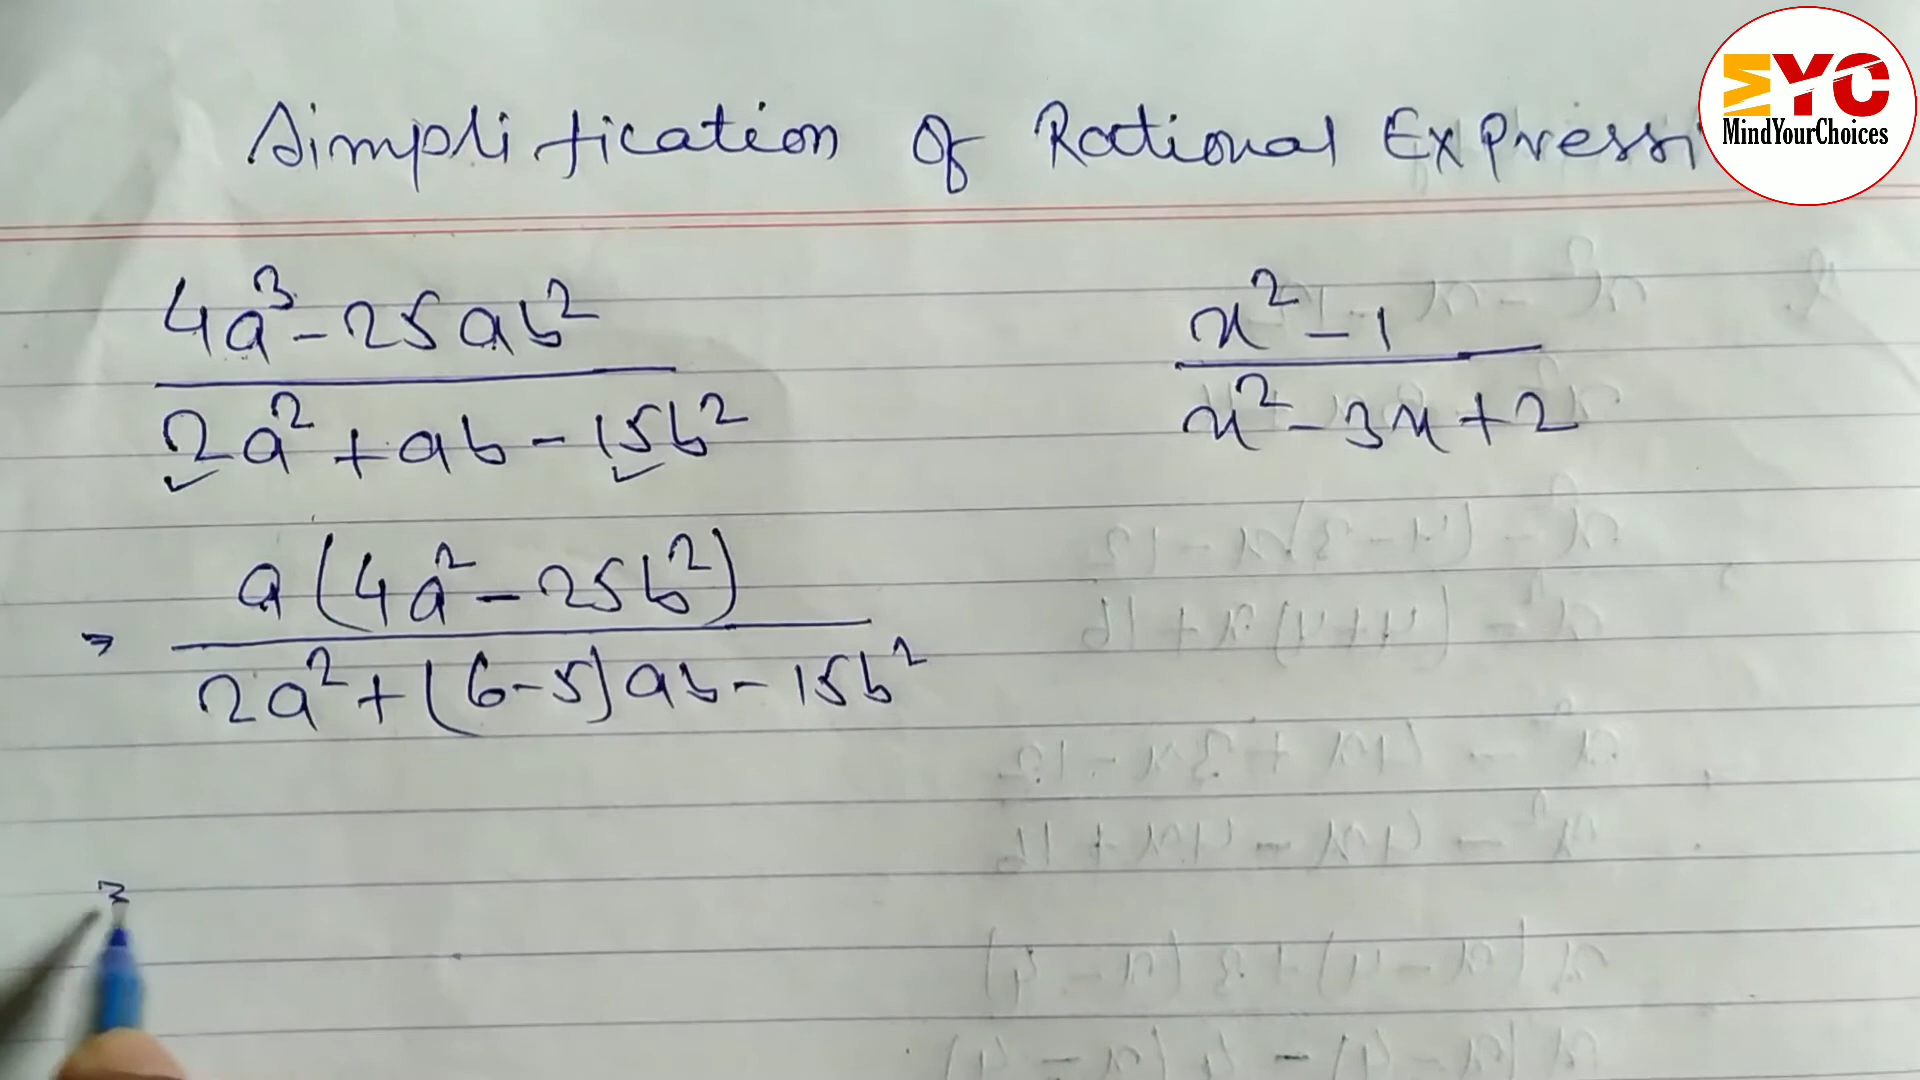 MYC
MindYourChoices
Simplification of Rational Expressi
4a³-25ab²
2a²+ab-15b²
x²-1
x²-3x+2
⇒ a(4a²-25b²)
2a²+(6-5)ab-15b²